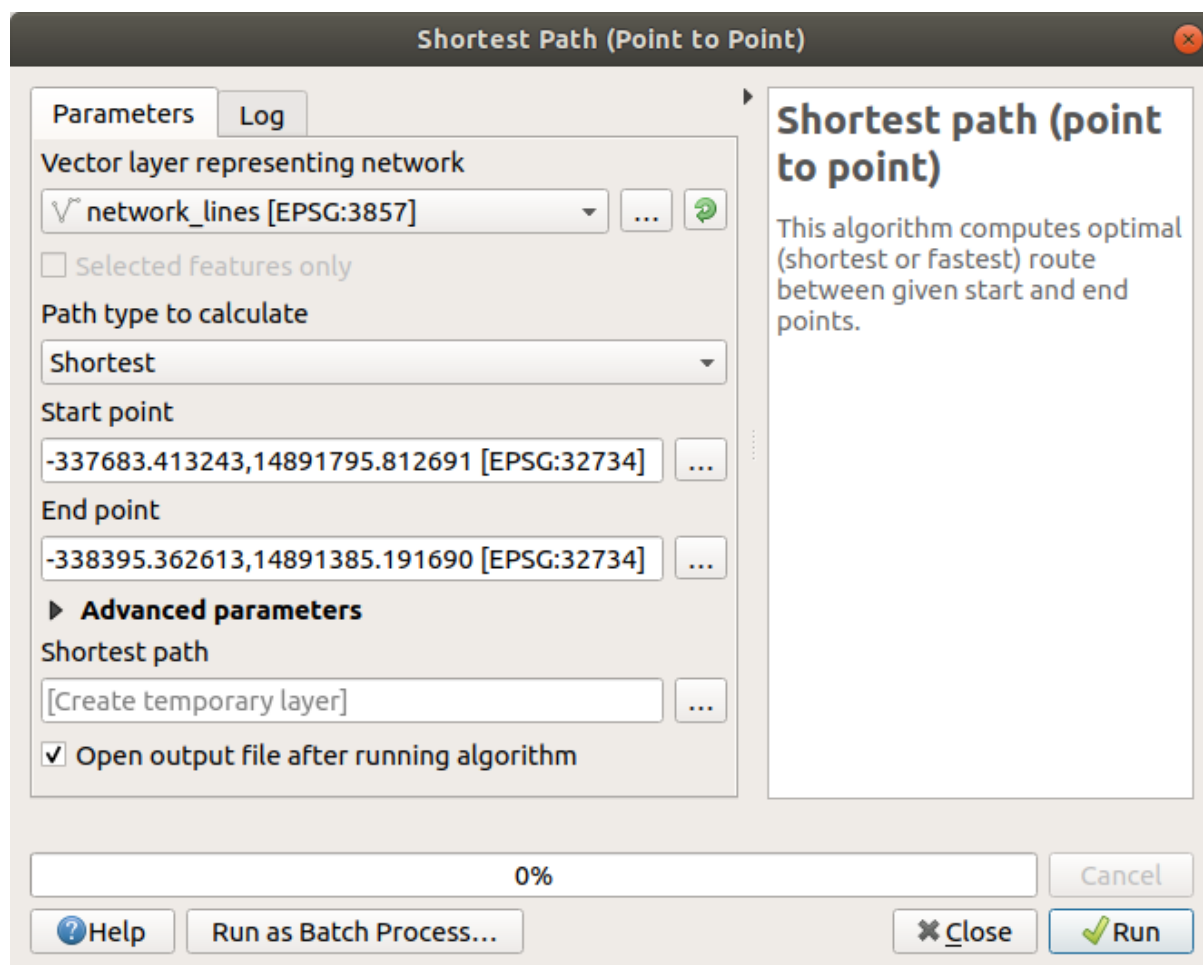 Shortest Path (Point to Point)
Parameters
Log
Vector layer representing network
network_lines [EPSG:3857]
...
Selected features only
Path type to calculate
Shortest
Start point
-337683.413243,14891795.812691 [EPSG:32734]
...
End point
-338395.362613,14891385.191690 [EPSG:32734]
...
Advanced parameters
Shortest path
[Create temporary layer]
...
Open output file after running algorithm
Shortest path (point
to point)
This algorithm computes optimal
(shortest or fastest) route
between given start and end
points.
0%
Cancel
Help
Run as Batch Process...
Close
Run